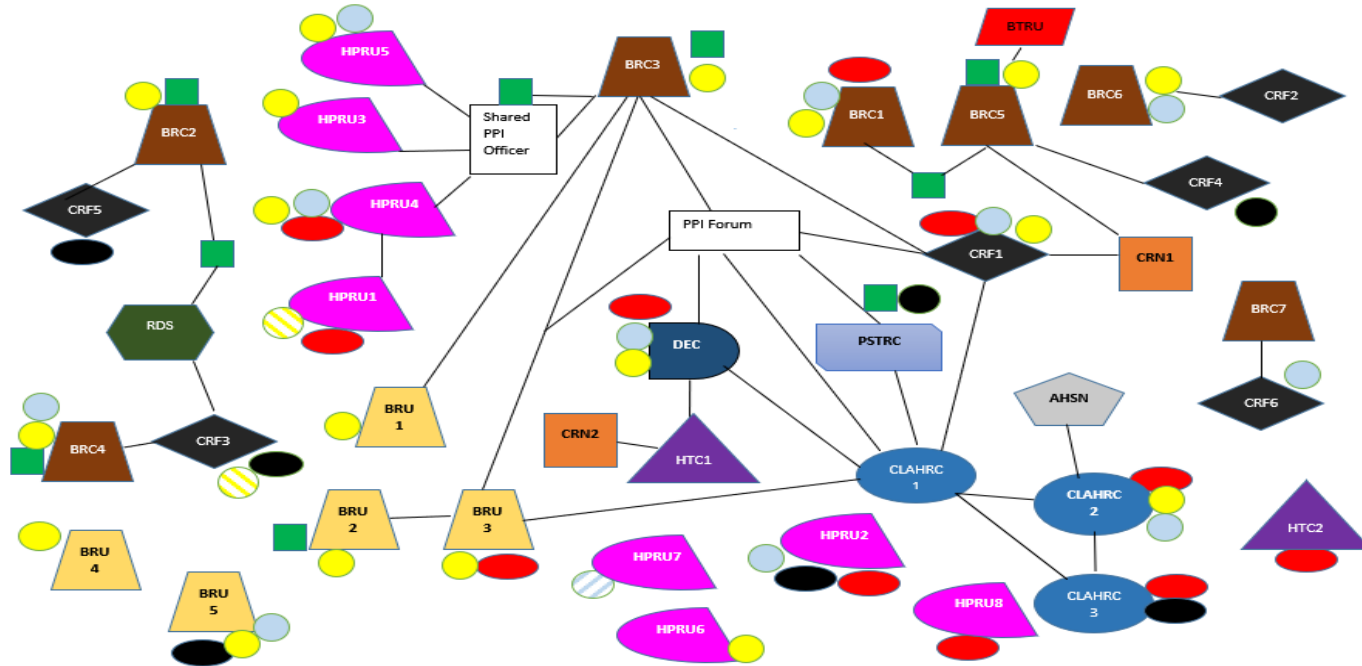 BTRU
HPRU5
BRC3
BRC6
CRF2
BRC2
HPRU3
Shared
PPI
Officer
BRC1
BRC5
CRF5
HPRU4
CRF4
PPI Forum
CRF1
CRN1
HPRU1
RDS
DEC
PSTRC
BRC7
BRU
1
AHSN
CRF6
BRC4
CRF3
CRN2
HTC1
CLAHRC
1
CLAHRC
2
BRU
2
BRU
3
HTC2
BRU
4
HPRU7
HPRU2
BRU
5
HPRU6
HPRU8
CLAHRC
3